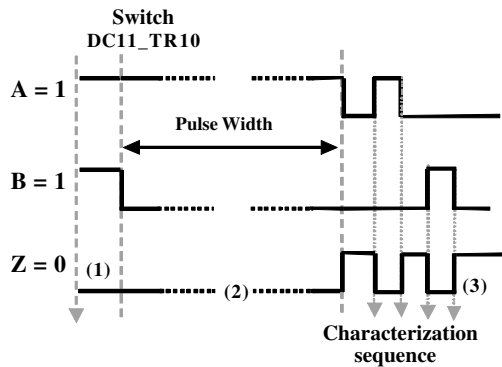 Switch
DC11_TR10
A = 1
Pulse Width
B = 1
Z = 0
(1)
(2)
(3)
Characterization
sequence